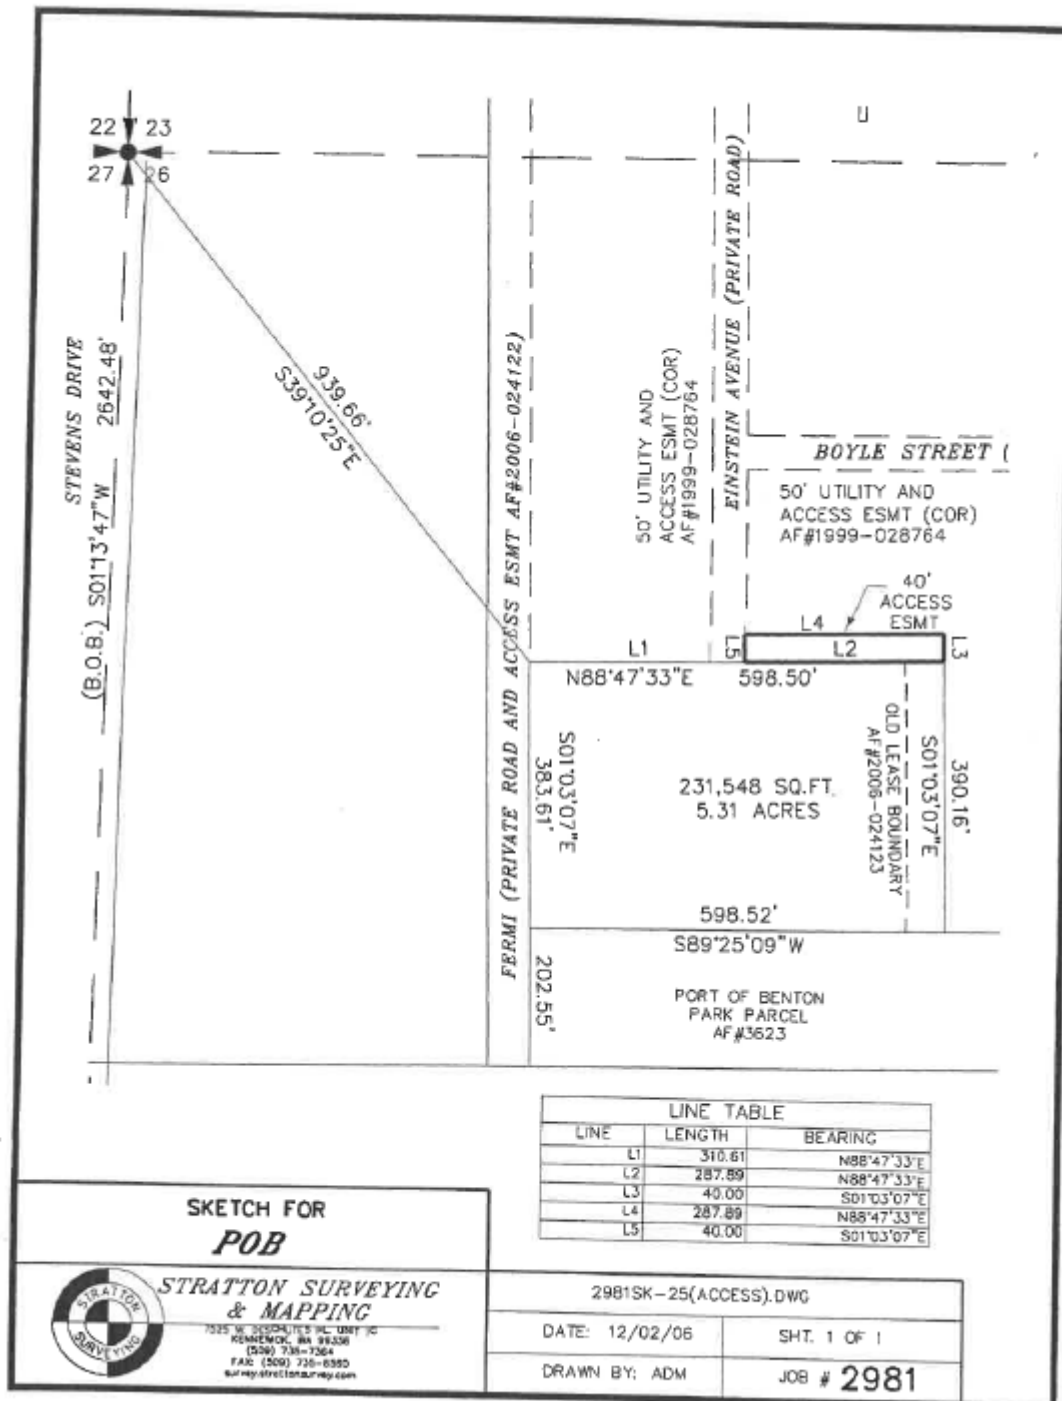 U
22 23
27 26
STEVENS DRIVE
(B.O.B.) S01°13'47"W 2642.48'
939.66'
S39°10'25"E
FERMI (PRIVATE ROAD AND ACCESS ESMT AF#2006-024122)
50' UTILITY AND
ACCESS ESMT (COR)
AF#1999-028764
EINSTEIN AVENUE (PRIVATE ROAD)
BOYLE STREET (
50' UTILITY AND
ACCESS ESMT (COR)
AF#1999-028764
40'
ACCESS
ESMT
L4
L1
L5
L2
L3
N88°47'33"E 598.50'
S01°03'07"E
383.61'
231,548 SQ.FT.
5.31 ACRES
OLD LEASE BOUNDARY
AF#2006-024123
S01°03'07"E
390.16'
598.52'
S89°25'09"W
202.55'
PORT OF BENTON
PARK PARCEL
AF#3623
LINE TABLE
LINE LENGTH BEARING
L1 310.61 N88°47'33"E
L2 287.89 N88°47'33"E
L3 40.00 S01°03'07"E
L4 287.89 N88°47'33"E
L5 40.00 S01°03'07"E
SKETCH FOR
POB
STRATTON SURVEYING
STRATTON SURVEYING
& MAPPING
KENNEWICK, WA 99336
(509) 735-7364
2981SK-25(ACCESS).DWG
DATE: 12/02/06 SHT. 1 OF 1
DRAWN BY: ADM JOB # 2981